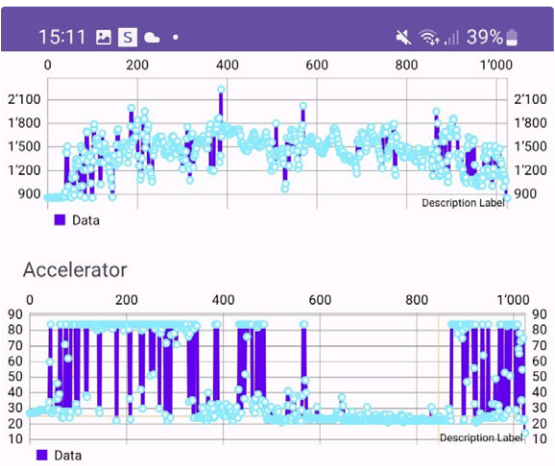 15:11 S 39%
0 200 400 600 800 1'000
2'100 2'100
1'800 1'800
1'500 1'500
1'200 1'200
900 900
Description Label
Data
Accelerator
0 200 400 600 800 1'000
90 90
80 80
70 70
60 60
50 50
40 40
30 30
20 20
10 10
Description Label
Data